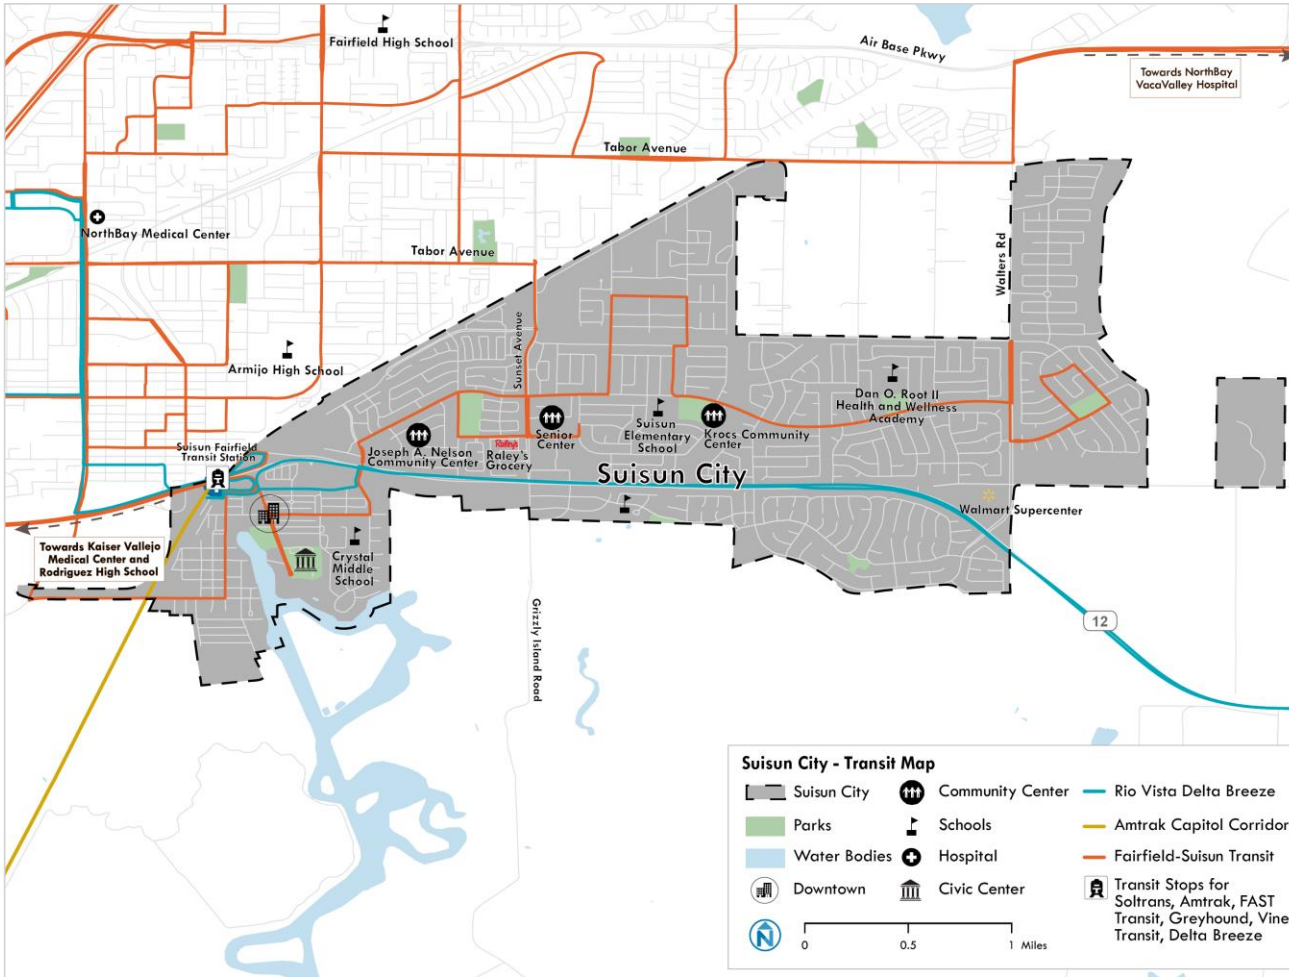 Fairfield High School
Air Base Pkwy
Towards NorthBay
VacaValley Hospital
Tabor Avenue
NorthBay Medical Center
Tabor Avenue
Walters Rd
Sunset Avenue
Armijo High School
Dan O. Root II
Health and Wellness
Academy
Suisun Fairfield
Transit Station
Joseph A. Nelson
Community Center
Raley's
Raley's
Grocery
Senior
Center
Suisun
Elementary
School
Krocs Community
Center
Suisun City
Walmart Supercenter
Towards Kaiser Vallejo
Medical Center and
Rodriguez High School
Crystal
Middle
School
Grizzly Island Road
12
Suisun City - Transit Map
Suisun City
Community Center
Rio Vista Delta Breeze
Parks
Schools
Amtrak Capitol Corridor
Water Bodies
Hospital
Fairfield-Suisun Transit
Downtown
Civic Center
Transit Stops for
Soltrans, Amtrak, FAST
Transit, Greyhound, Vine
Transit, Delta Breeze
N
0 0.5 1 Miles